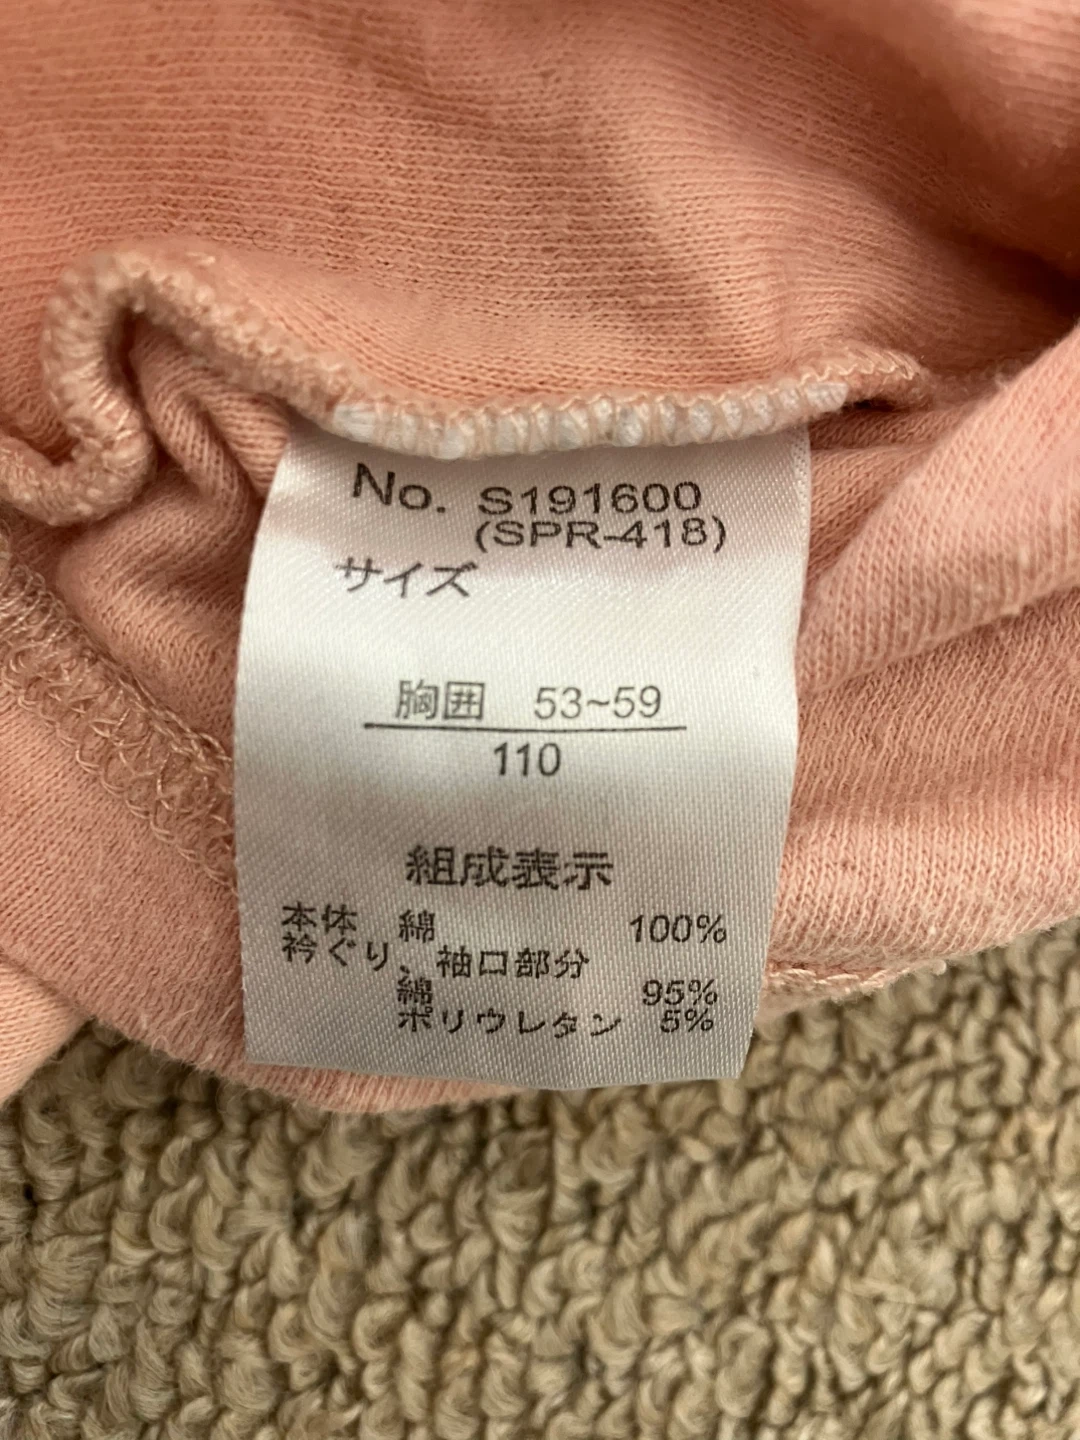 No. S191600
(SPR-418)
サイズ
胸囲 53~59
110
組成表示
本体 綿 100%
衿ぐり、袖口部分
綿 95%
ポリウレタン 5%